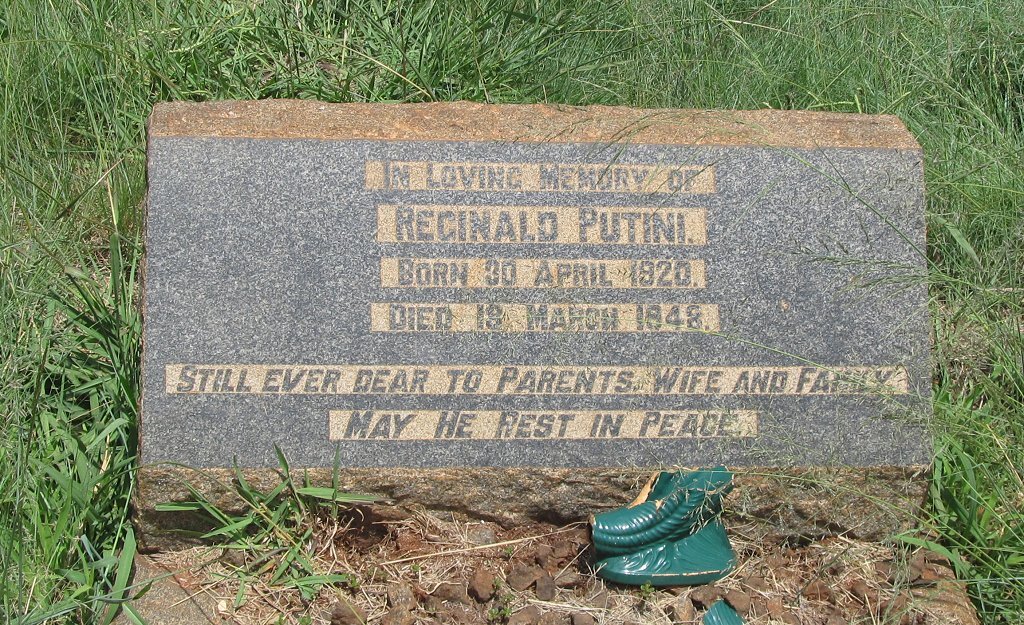 In Loving Memory of
Reginald Putini.
Born 30 April 1920.
Died 19 March 1948.
Still ever dear to Parents, Wife and Family
May He Rest in Peace.